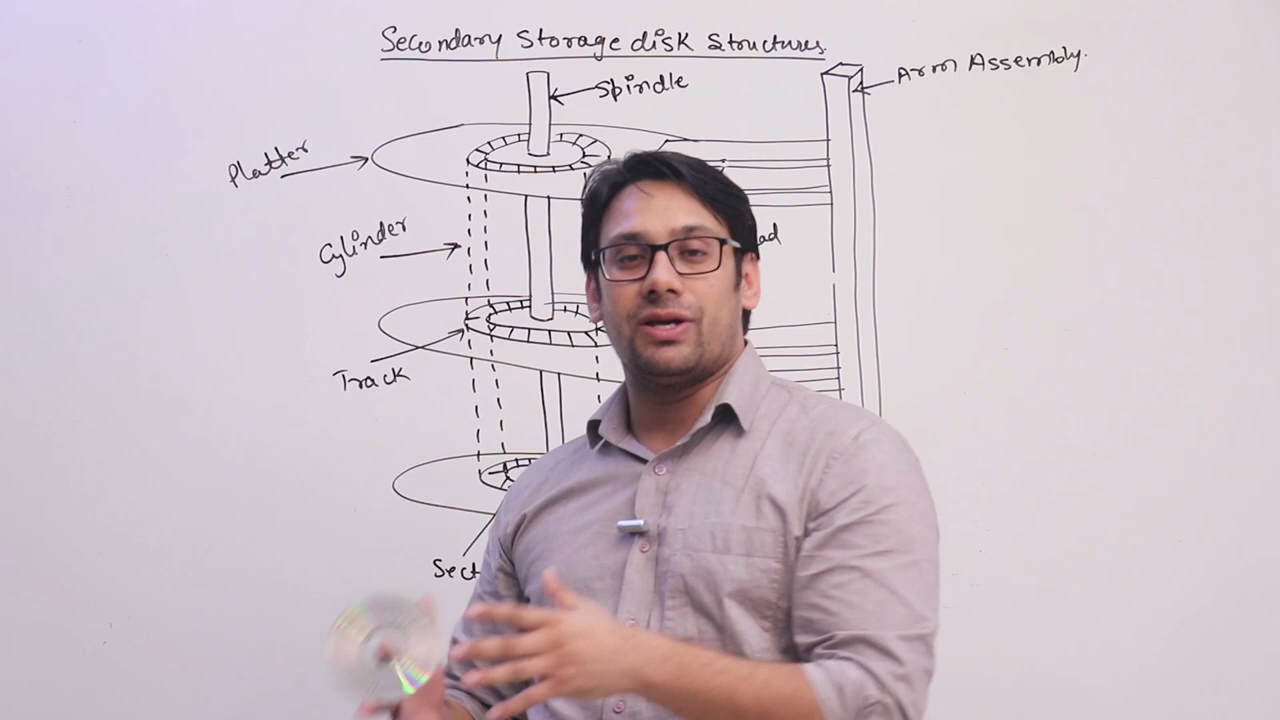 Secondary Storage disk Structures
Arm Assembly.
Spindle
Platter
Cylinder
Track